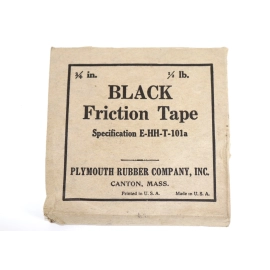 ¾ in. ½ lb.
BLACK
Friction Tape
Specification E-HH-T-101a
PLYMOUTH RUBBER COMPANY, INC.
CANTON, MASS.
Printed in U. S. A. Made in U. S. A.